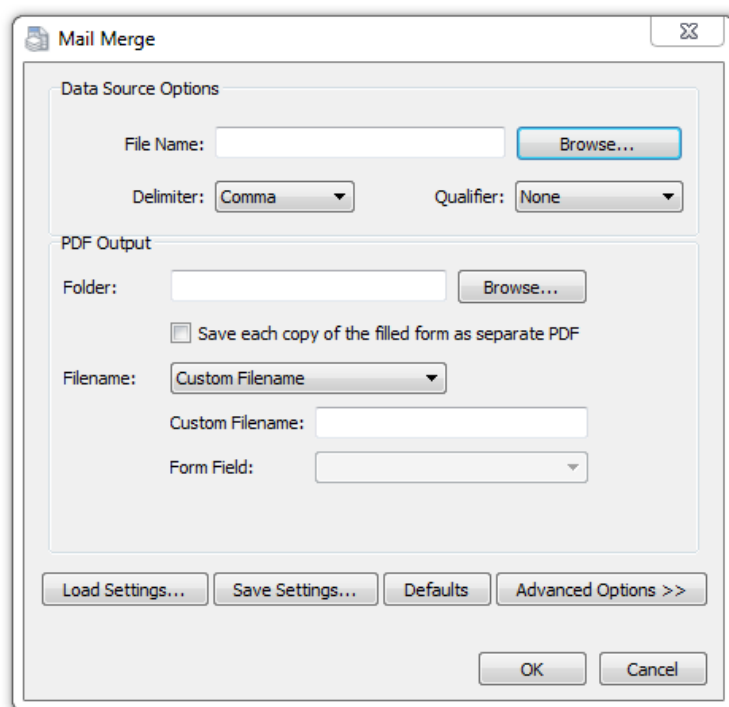 Mail Merge
Data Source Options
File Name: Browse...
Delimiter: Comma Qualifier: None
PDF Output
Folder: Browse...
Save each copy of the filled form as separate PDF
Filename: Custom Filename
Custom Filename:
Form Field:
Load Settings... Save Settings... Defaults Advanced Options >>
OK Cancel